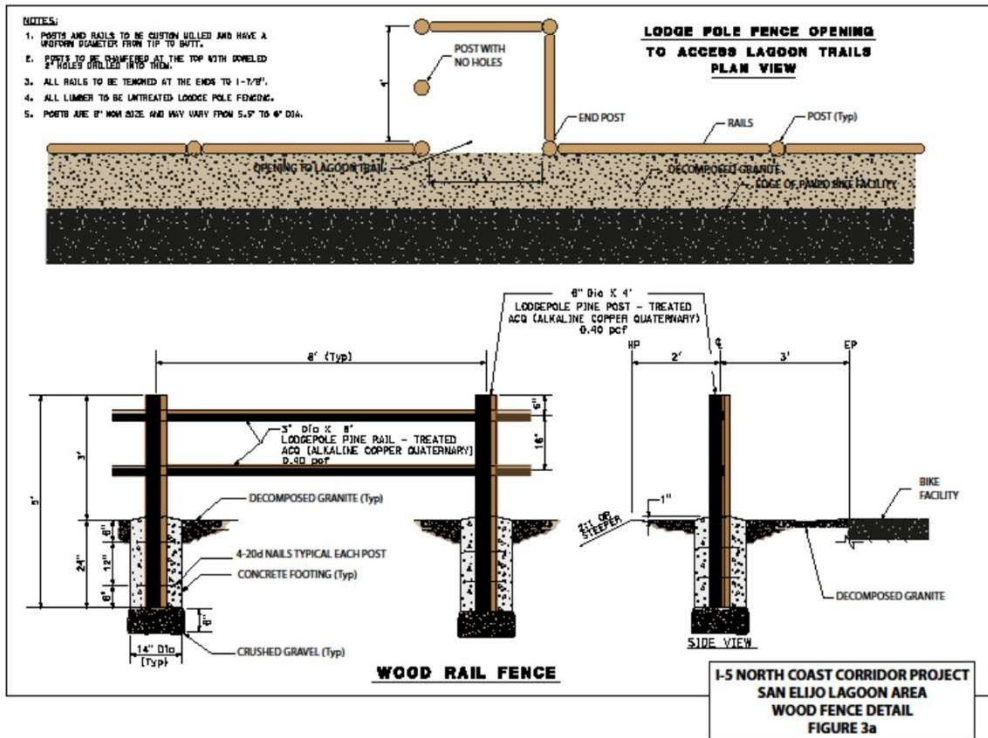 NOTES:
1. POSTS AND RAILS TO BE CUSTOM MILLED AND HAVE A
UNIFORM DIAMETER FROM TIP TO BUTT.
2. POSTS TO BE CHAMFERED AT THE TOP WITH DOWELED
2" HOLES DRILLED INTO THEM.
3. ALL RAILS TO BE TENONED AT THE ENDS TO 1-7/8".
4. ALL LUMBER TO BE UNTREATED LODGE POLE FENCING.
5. POSTS ARE 6" NOM SIZE AND MAY VARY FROM 5.5" TO 6" DIA.
LODGE POLE FENCE OPENING
TO ACCESS LAGOON TRAILS
PLAN VIEW
POST WITH
NO HOLES
4'
END POST
RAILS
POST (Typ)
OPENING TO LAGOON TRAIL
DECOMPOSED GRANITE
EDGE OF PAVED BIKE FACILITY
6" Dia X 4'
LODGEPOLE PINE POST - TREATED
ACQ (ALKALINE COPPER QUATERNARY)
0.40 pcf
8' (Typ)
HP
2'
℄
3'
EP
6"
16"
3" Dia X 8'
LODGEPOLE PINE RAIL - TREATED
ACQ (ALKALINE COPPER QUATERNARY)
0.40 pcf
5'
3'
24"
6"
12"
6"
DECOMPOSED GRANITE (Typ)
4-20d NAILS TYPICAL EACH POST
CONCRETE FOOTING (Typ)
6"
14" Dia
(Typ)
CRUSHED GRAVEL (Typ)
1"
2:1 OR
STEEPER
BIKE
FACILITY
DECOMPOSED GRANITE
SIDE VIEW
WOOD RAIL FENCE
I-5 NORTH COAST CORRIDOR PROJECT
SAN ELIJO LAGOON AREA
WOOD FENCE DETAIL
FIGURE 3a